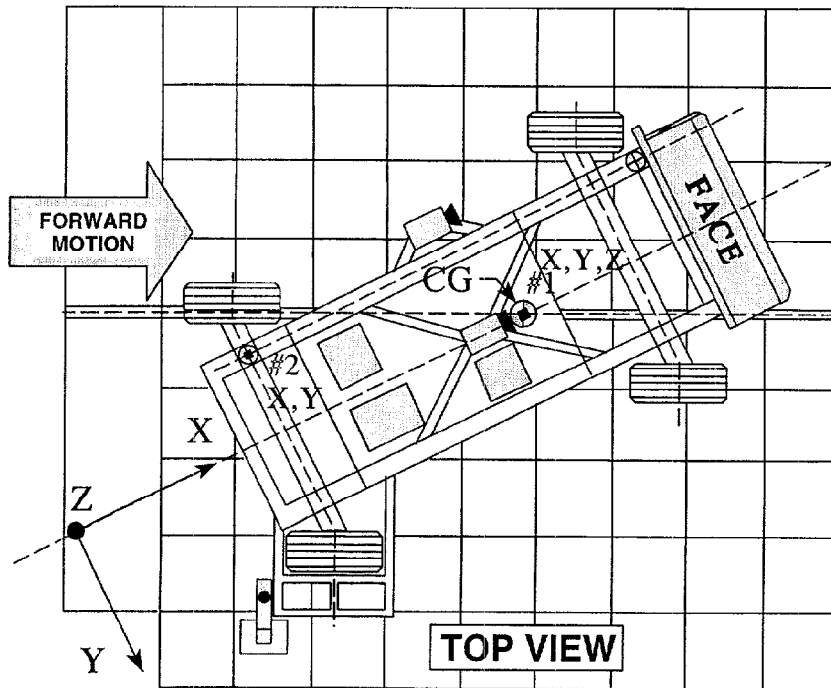 FORWARD
MOTION
FACE
X,Y,Z
CG
#1
#2
X,Y
X
Z
Y
TOP VIEW